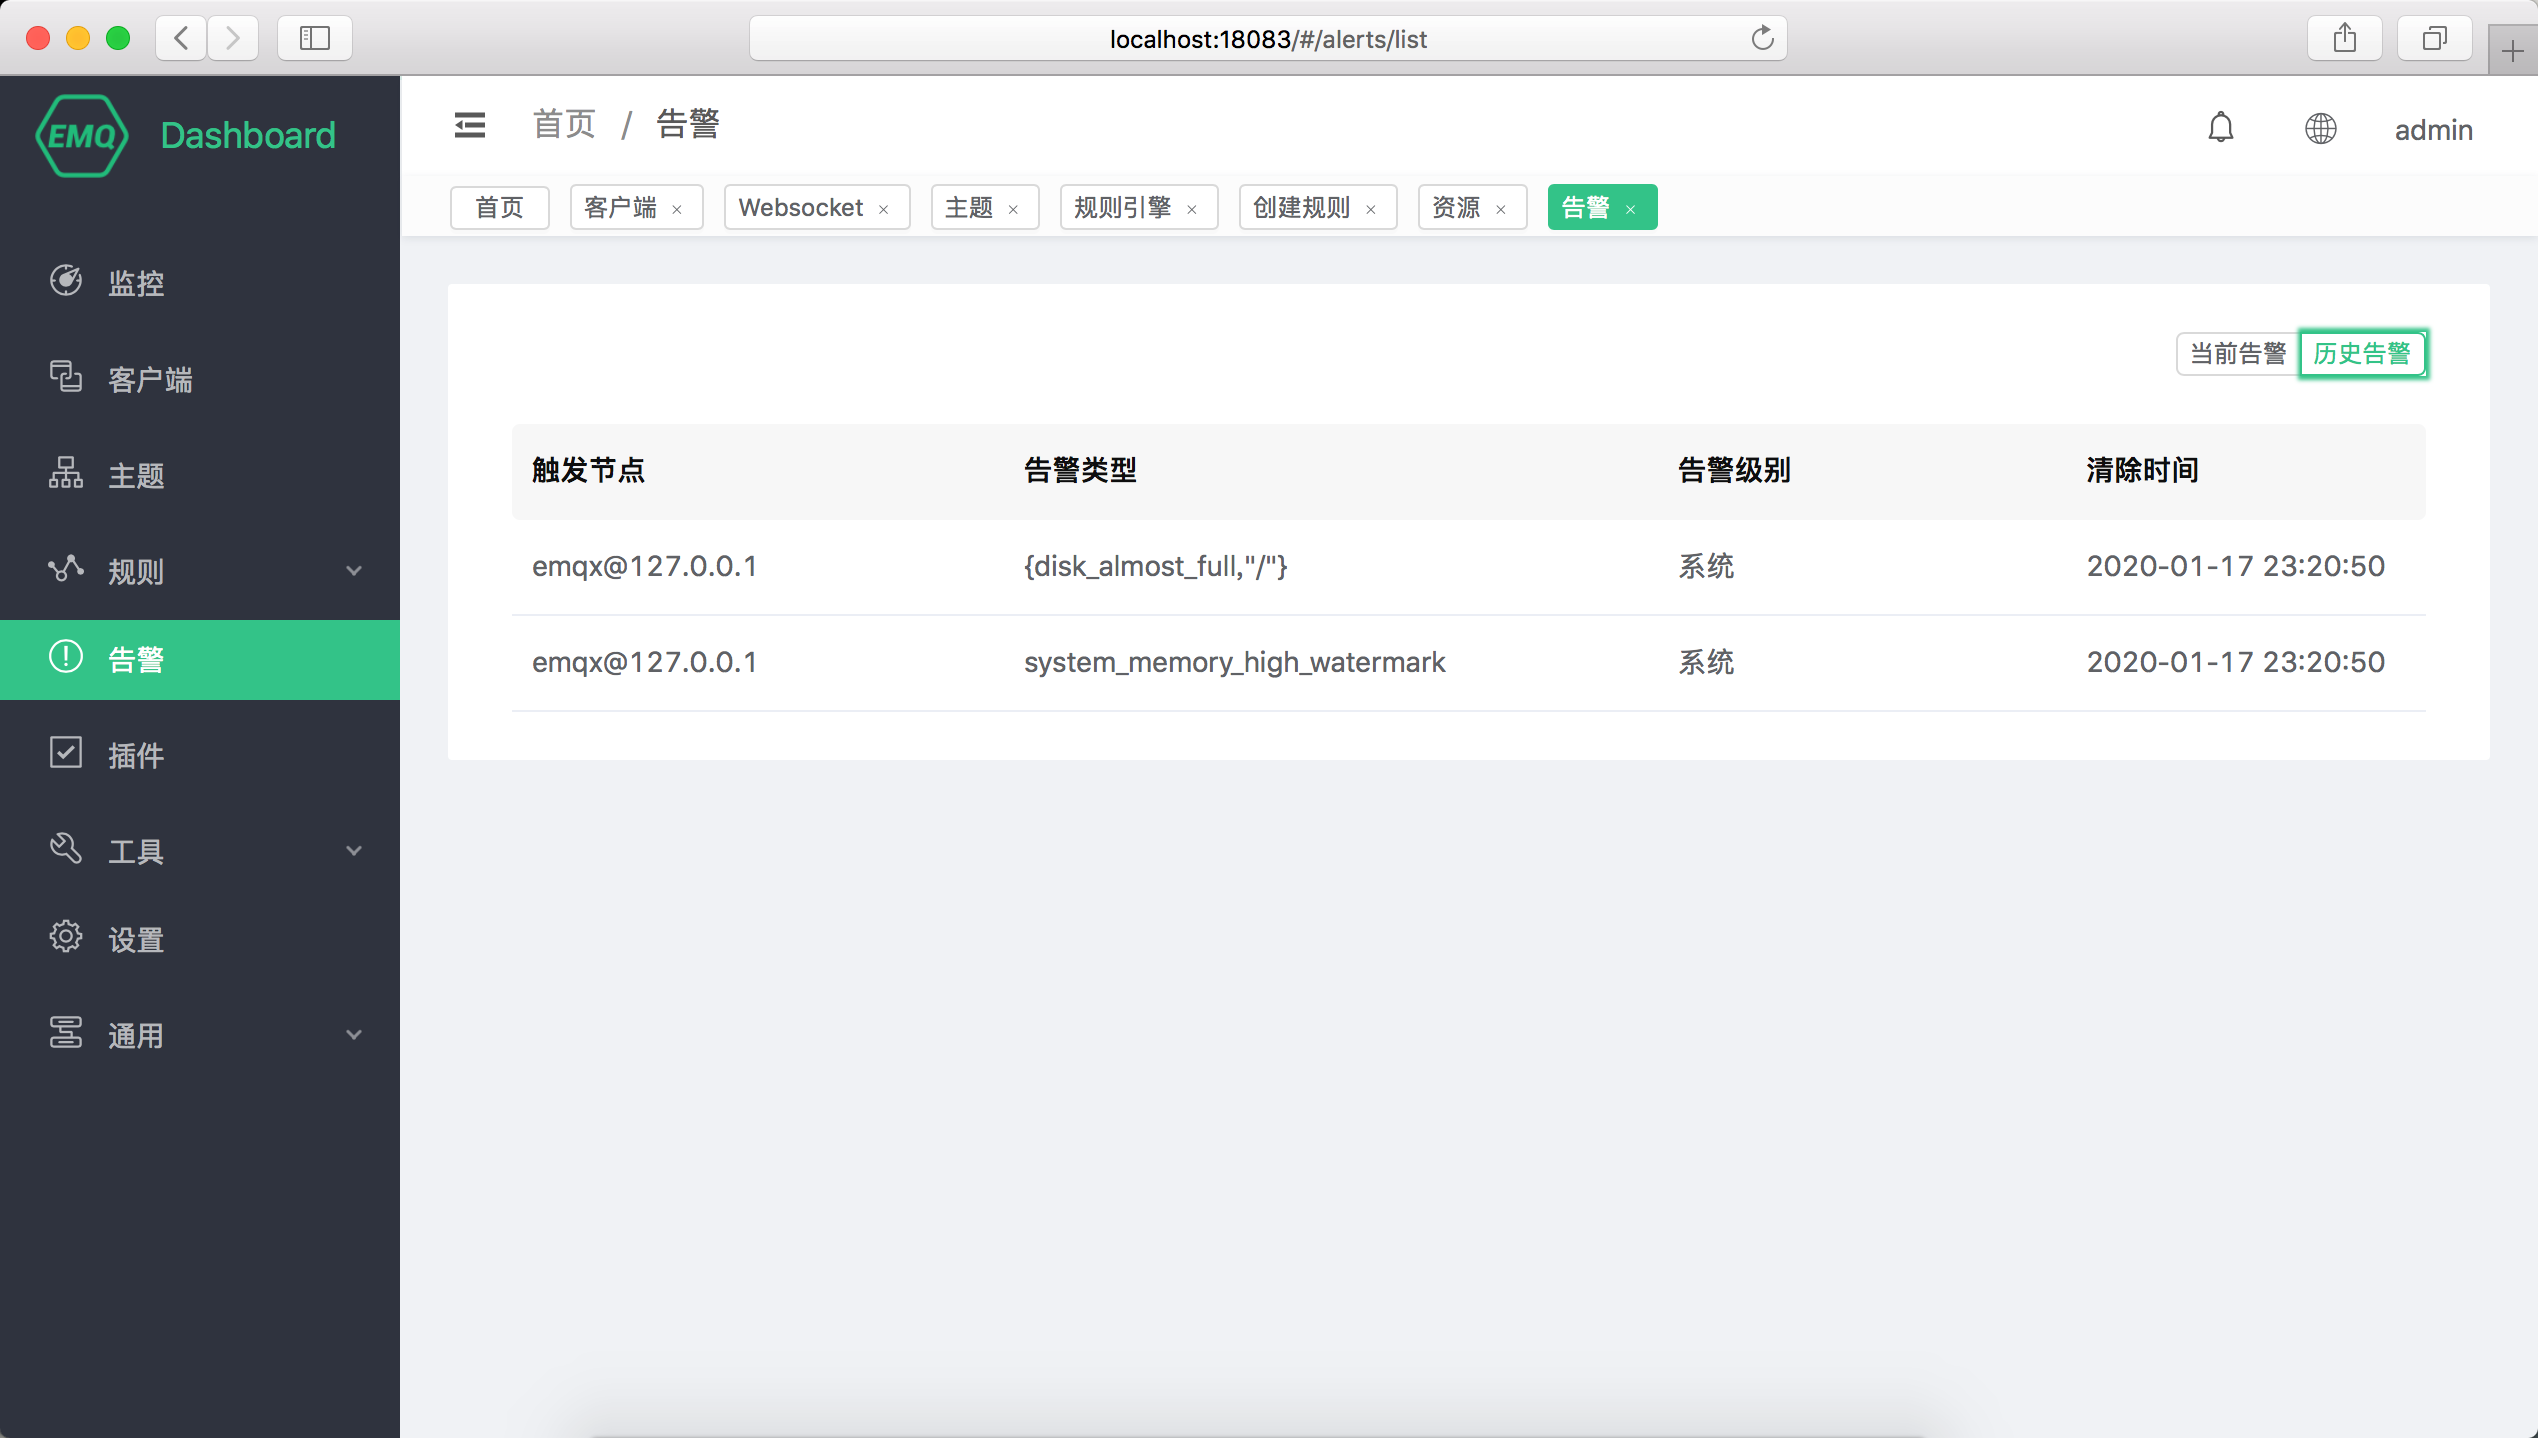 localhost:18083/#/alerts/list
EMQ Dashboard
首页 / 告警
admin
首页 客户端 × Websocket × 主题 × 规则引擎 × 创建规则 × 资源 × 告警 ×
监控
客户端
主题
规则
告警
插件
工具
设置
通用
当前告警 历史告警
触发节点 告警类型 告警级别 清除时间
emqx@127.0.0.1 {disk_almost_full,"/"} 系统 2020-01-17 23:20:50
emqx@127.0.0.1 system_memory_high_watermark 系统 2020-01-17 23:20:50